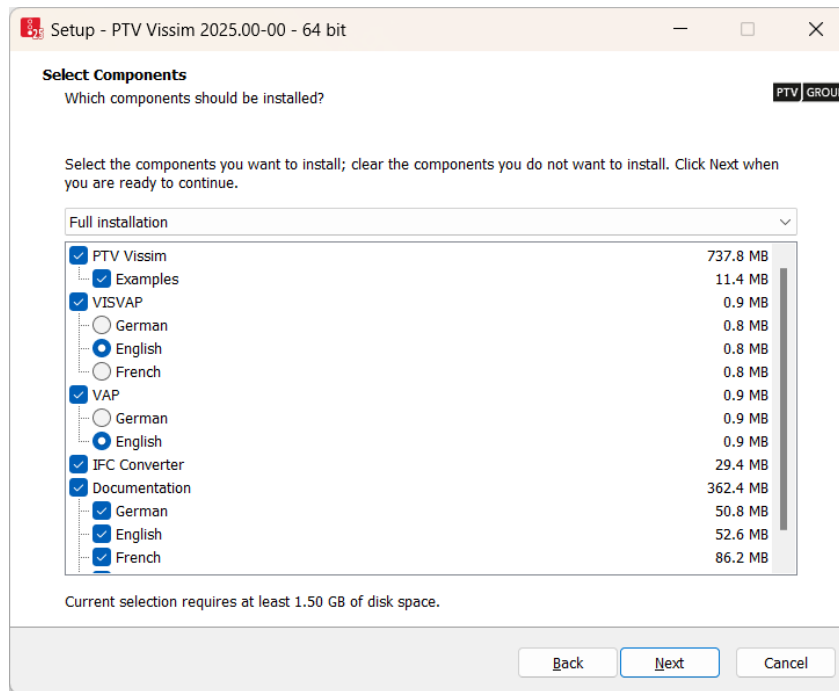 Setup - PTV Vissim 2025.00-00 - 64 bit
Select Components
Which components should be installed?
PTV GROU
Select the components you want to install; clear the components you do not want to install. Click Next when
you are ready to continue.
Full installation
PTV Vissim 737.8 MB
Examples 11.4 MB
VISVAP 0.9 MB
German 0.8 MB
English 0.8 MB
French 0.8 MB
VAP 0.9 MB
German 0.9 MB
English 0.9 MB
IFC Converter 29.4 MB
Documentation 362.4 MB
German 50.8 MB
English 52.6 MB
French 86.2 MB
Current selection requires at least 1.50 GB of disk space.
Back Next Cancel